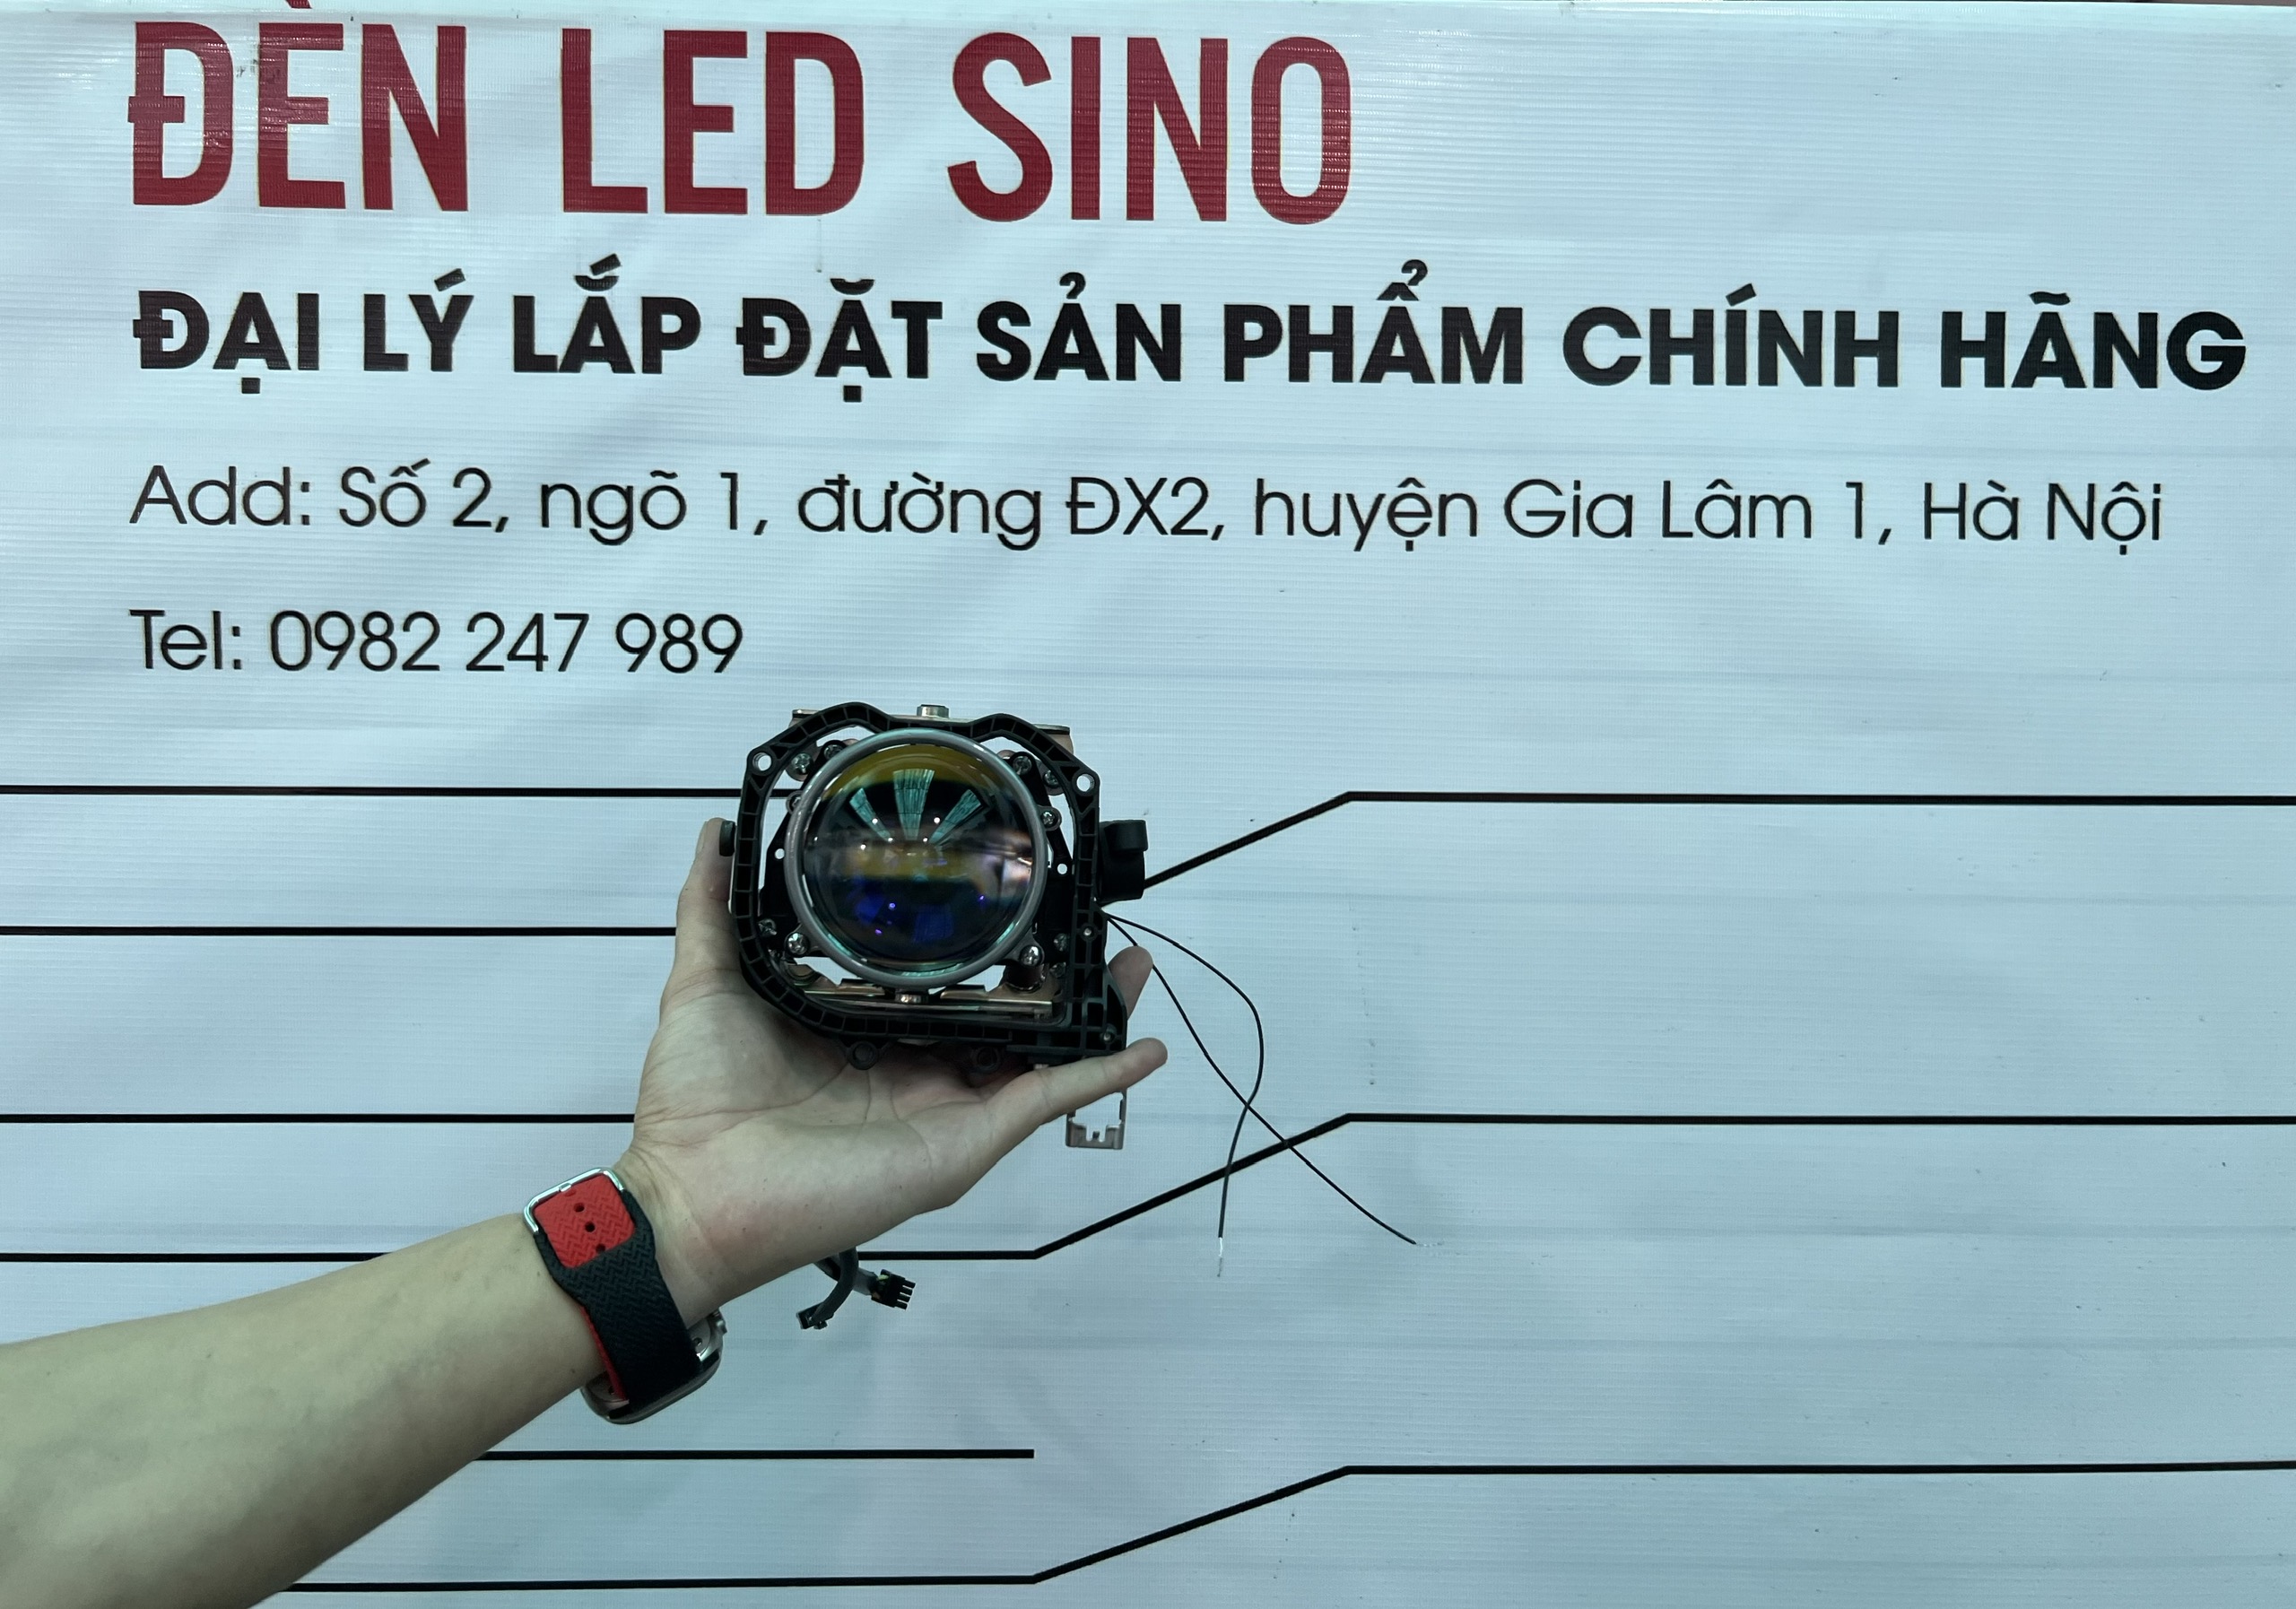 ĐÈN LED SINO
ĐẠI LÝ LẮP ĐẶT SẢN PHẨM CHÍNH HÃNG
Add: Số 2, ngõ 1, đường ĐX2, huyện Gia Lâm 1, Hà Nội
Tel: 0982 247 989